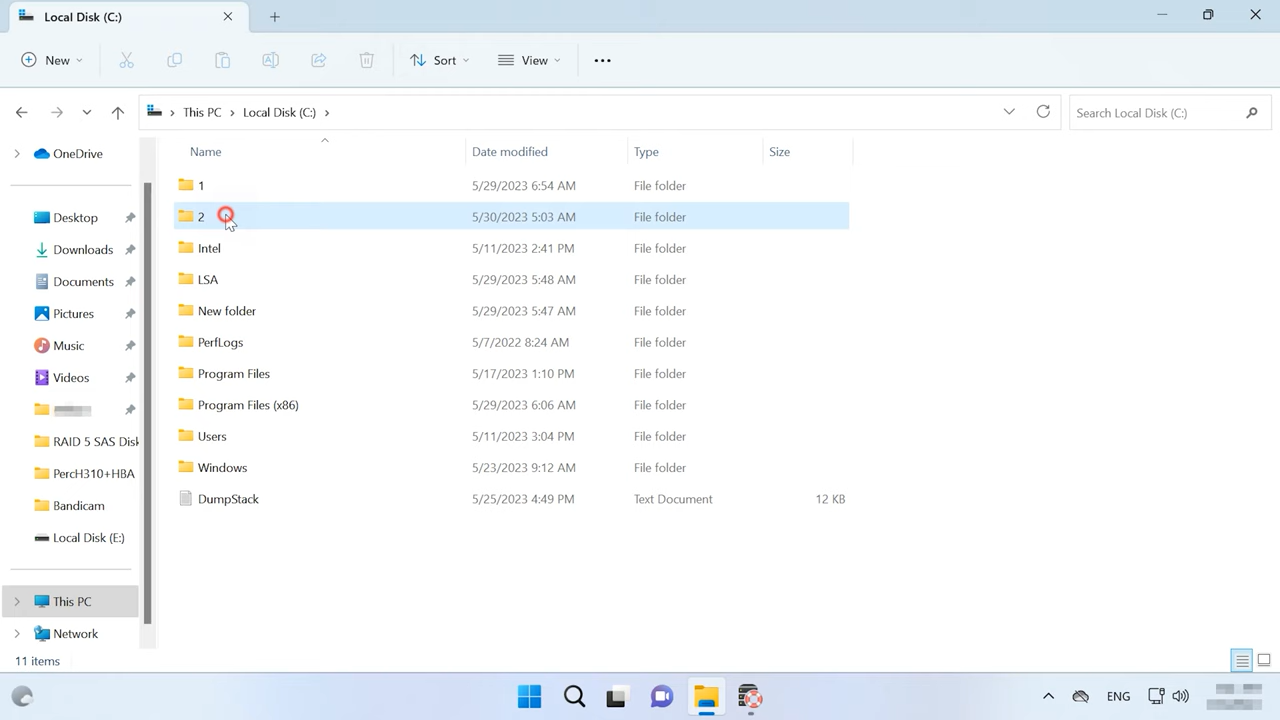 Local Disk (C:)
New
Sort
View
This PC
Local Disk (C:)
Search Local Disk (C:)
OneDrive
Desktop
Downloads
Documents
Pictures
Music
Videos
RAID 5 SAS Disk
PercH310+HBA
Bandicam
Local Disk (E:)
This PC
Network
Name Date modified Type Size
1 5/29/2023 6:54 AM File folder
2 5/30/2023 5:03 AM File folder
Intel 5/11/2023 2:41 PM File folder
LSA 5/29/2023 5:48 AM File folder
New folder 5/29/2023 5:47 AM File folder
PerfLogs 5/7/2022 8:24 AM File folder
Program Files 5/17/2023 1:10 PM File folder
Program Files (x86) 5/29/2023 6:06 AM File folder
Users 5/11/2023 3:04 PM File folder
Windows 5/23/2023 9:12 AM File folder
DumpStack 5/25/2023 4:49 PM Text Document 12 KB
11 items
ENG